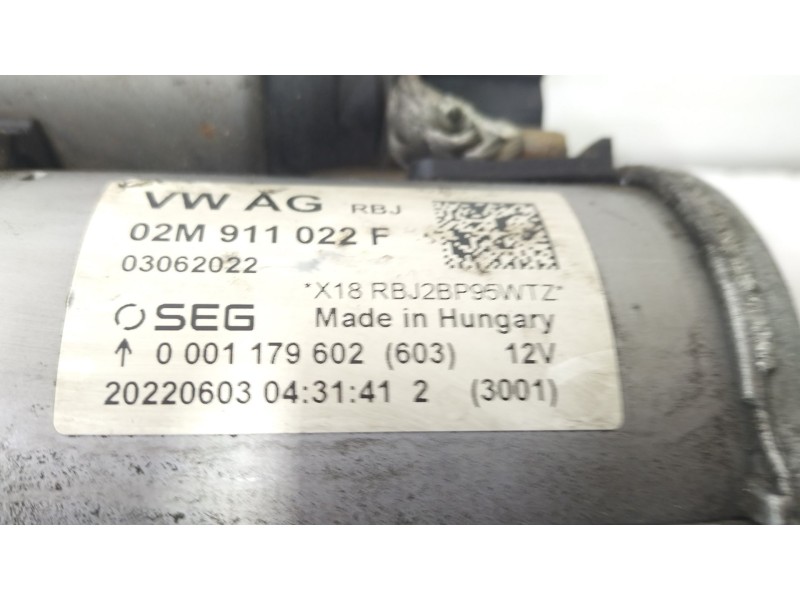 VW AG RBJ
02M 911 022 F
03062022
*X18 RBJ2BP95WTZ*
SEG Made in Hungary
↑ 0 001 179 602 (603) 12V
20220603 04:31:41 2 (3001)